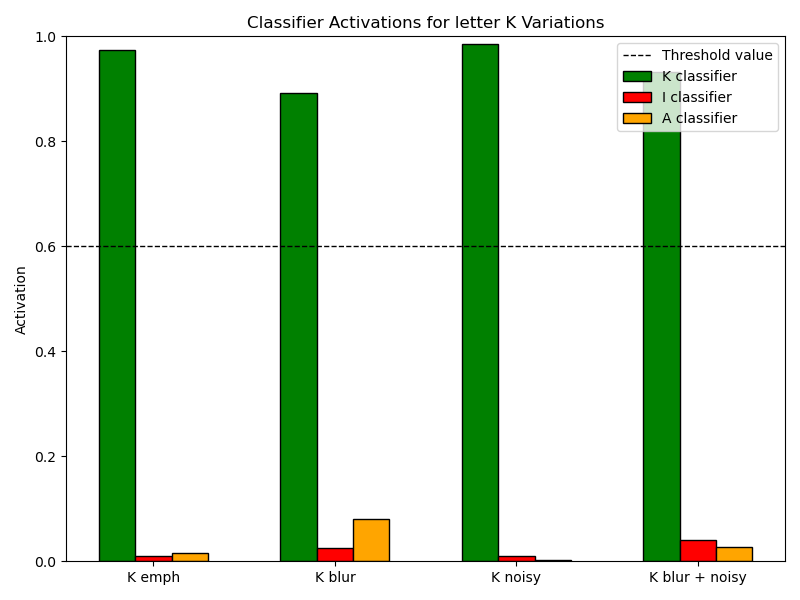 Classifier Activations for letter K Variations
1.0
0.8
0.6
0.4
0.2
0.0
Activation
Threshold value
K classifier
I classifier
A classifier
K emph
K blur
K noisy
K blur + noisy